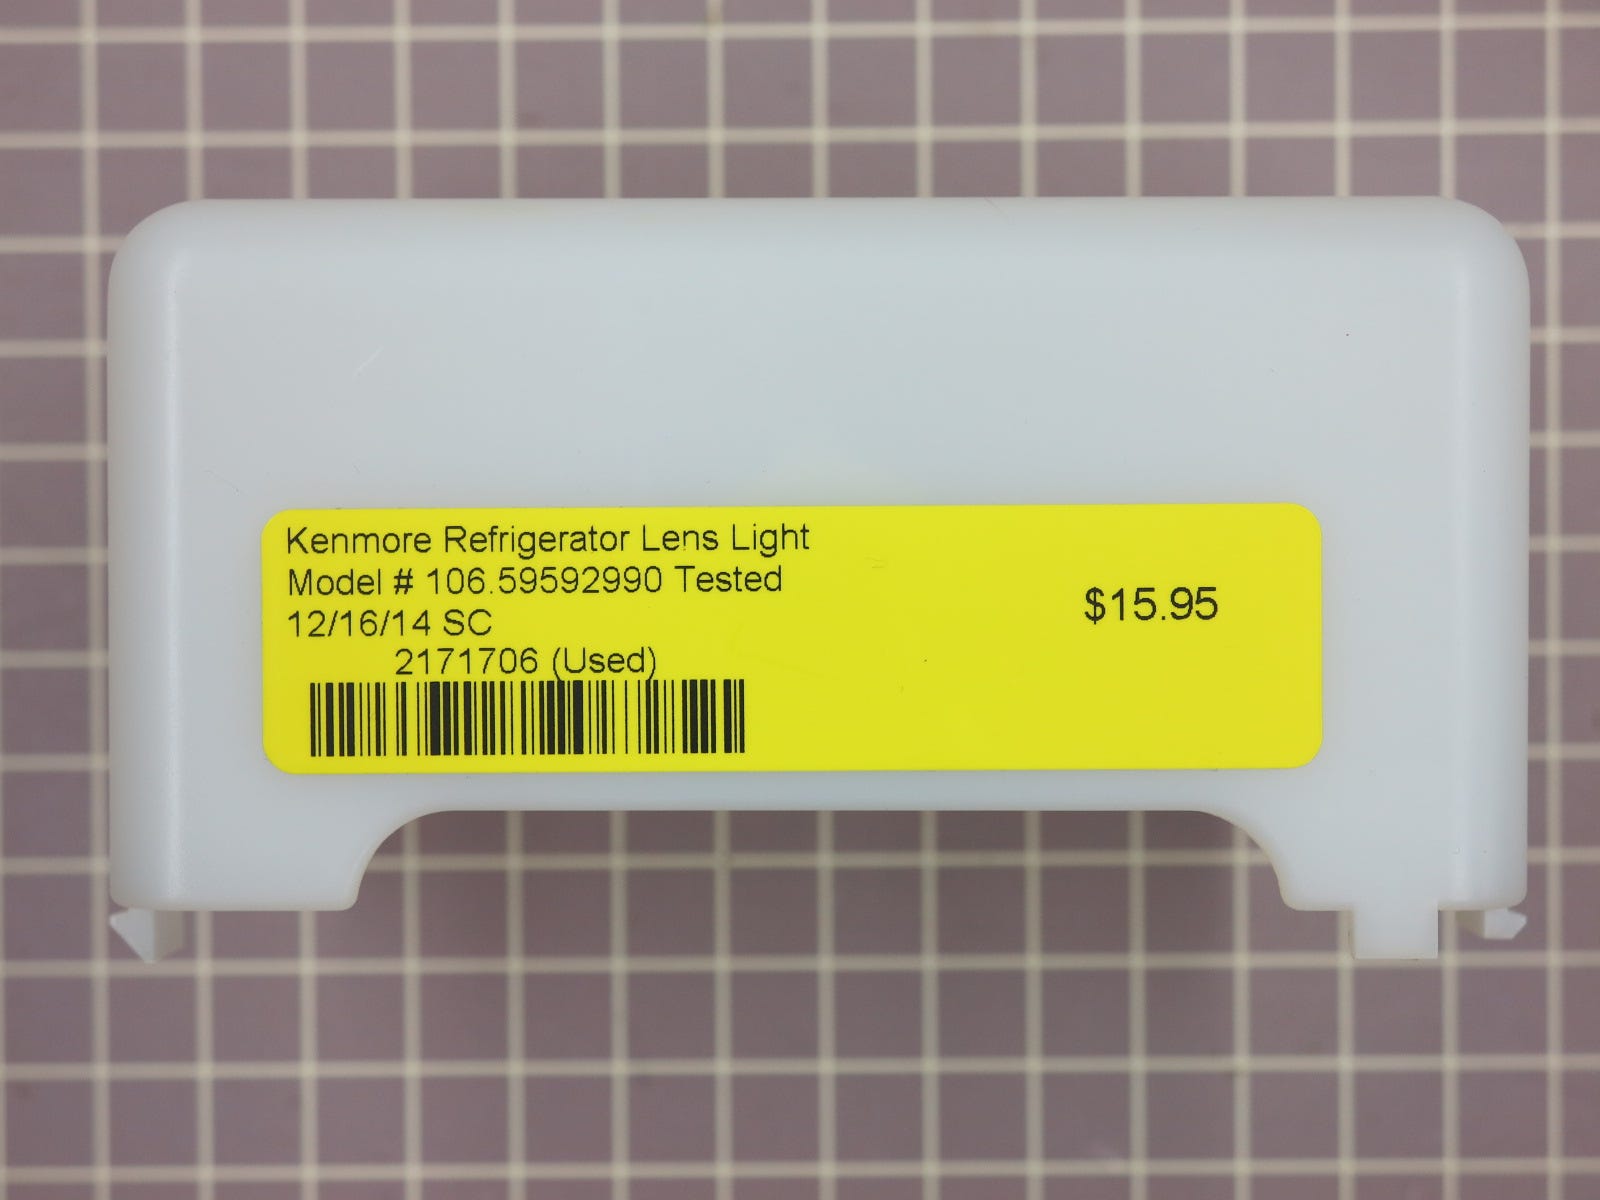 Kenmore Refrigerator Lens Light
Model # 106.59592990 Tested
12/16/14 SC
2171706 (Used)
$15.95